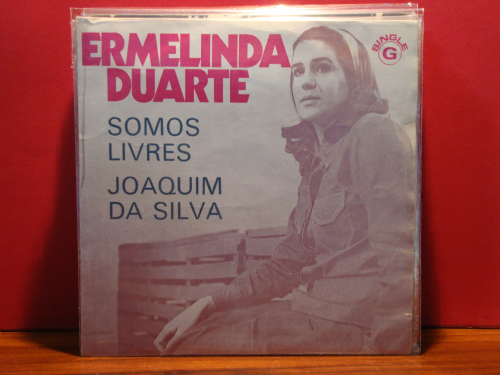 ERMELINDA
DUARTE
SINGLE
G
SOMOS
LIVRES
JOAQUIM
DA SILVA